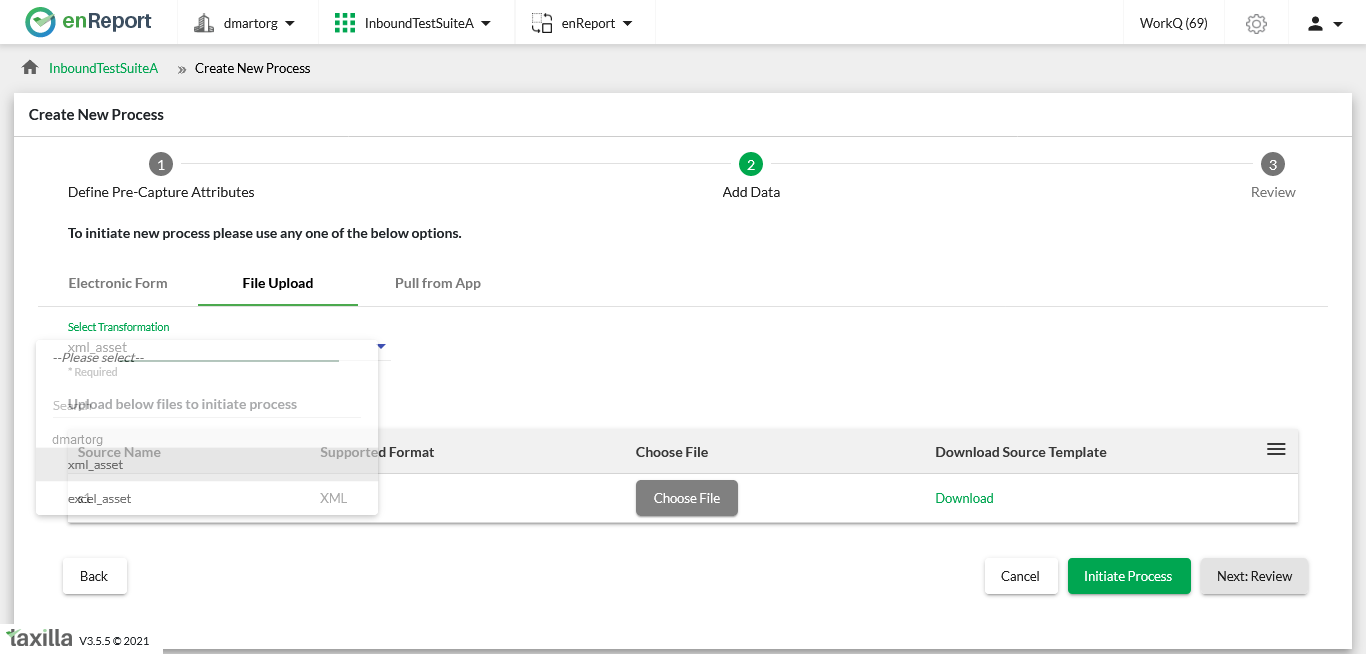 enReport dmartorg InboundTestSuiteA enReport WorkQ (69)
InboundTestSuiteA » Create New Process
Create New Process
1 2 3
Define Pre-Capture Attributes Add Data Review
To initiate new process please use any one of the below options.
Electronic Form File Upload Pull from App
Select Transformation
xml_asset
--Please select--
* Required
Search
Upload below files to initiate process
dmartorg
Source Name Supported Format Choose File Download Source Template
xml_asset
excel_asset XML Choose File Download
Back Cancel Initiate Process Next: Review
taxilla V3.5.5 © 2021